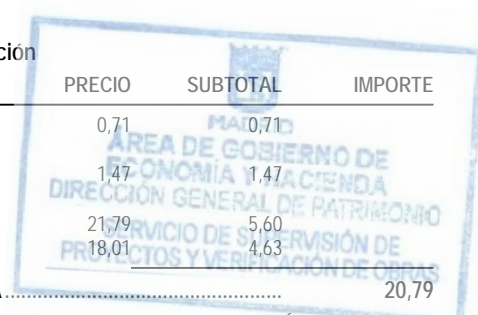 ción
PRECIO SUBTOTAL IMPORTE
0,71 0,71
1,47 1,47
21,79 5,60
18,01 4,63
A 20,79
MADRID
ÁREA DE GOBIERNO DE
ECONOMÍA Y HACIENDA
DIRECCIÓN GENERAL DE PATRIMONIO
SERVICIO DE SUPERVISIÓN DE
PROYECTOS Y VERIFICACIÓN DE OBRAS